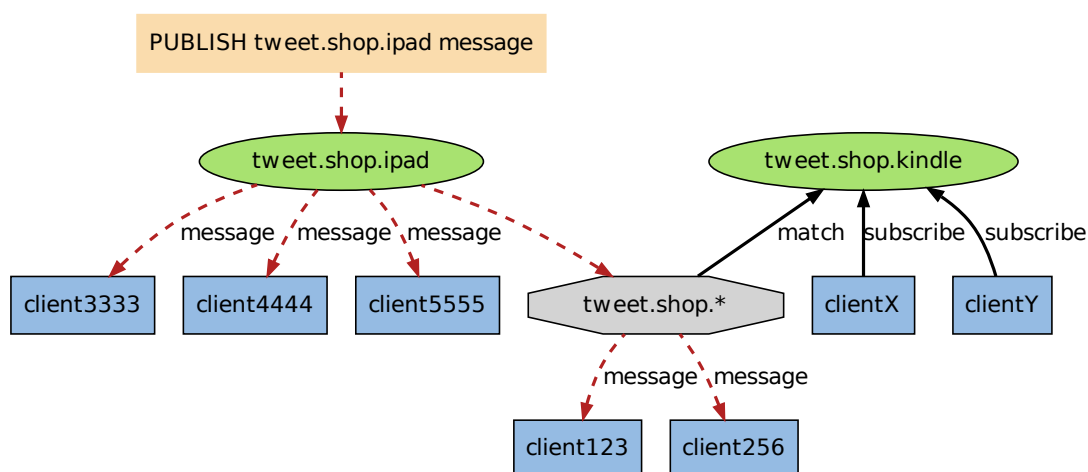 PUBLISH tweet.shop.ipad message
tweet.shop.ipad
tweet.shop.kindle
message
message
message
match
subscribe
subscribe
client3333
client4444
client5555
tweet.shop.*
clientX
clientY
message
message
client123
client256